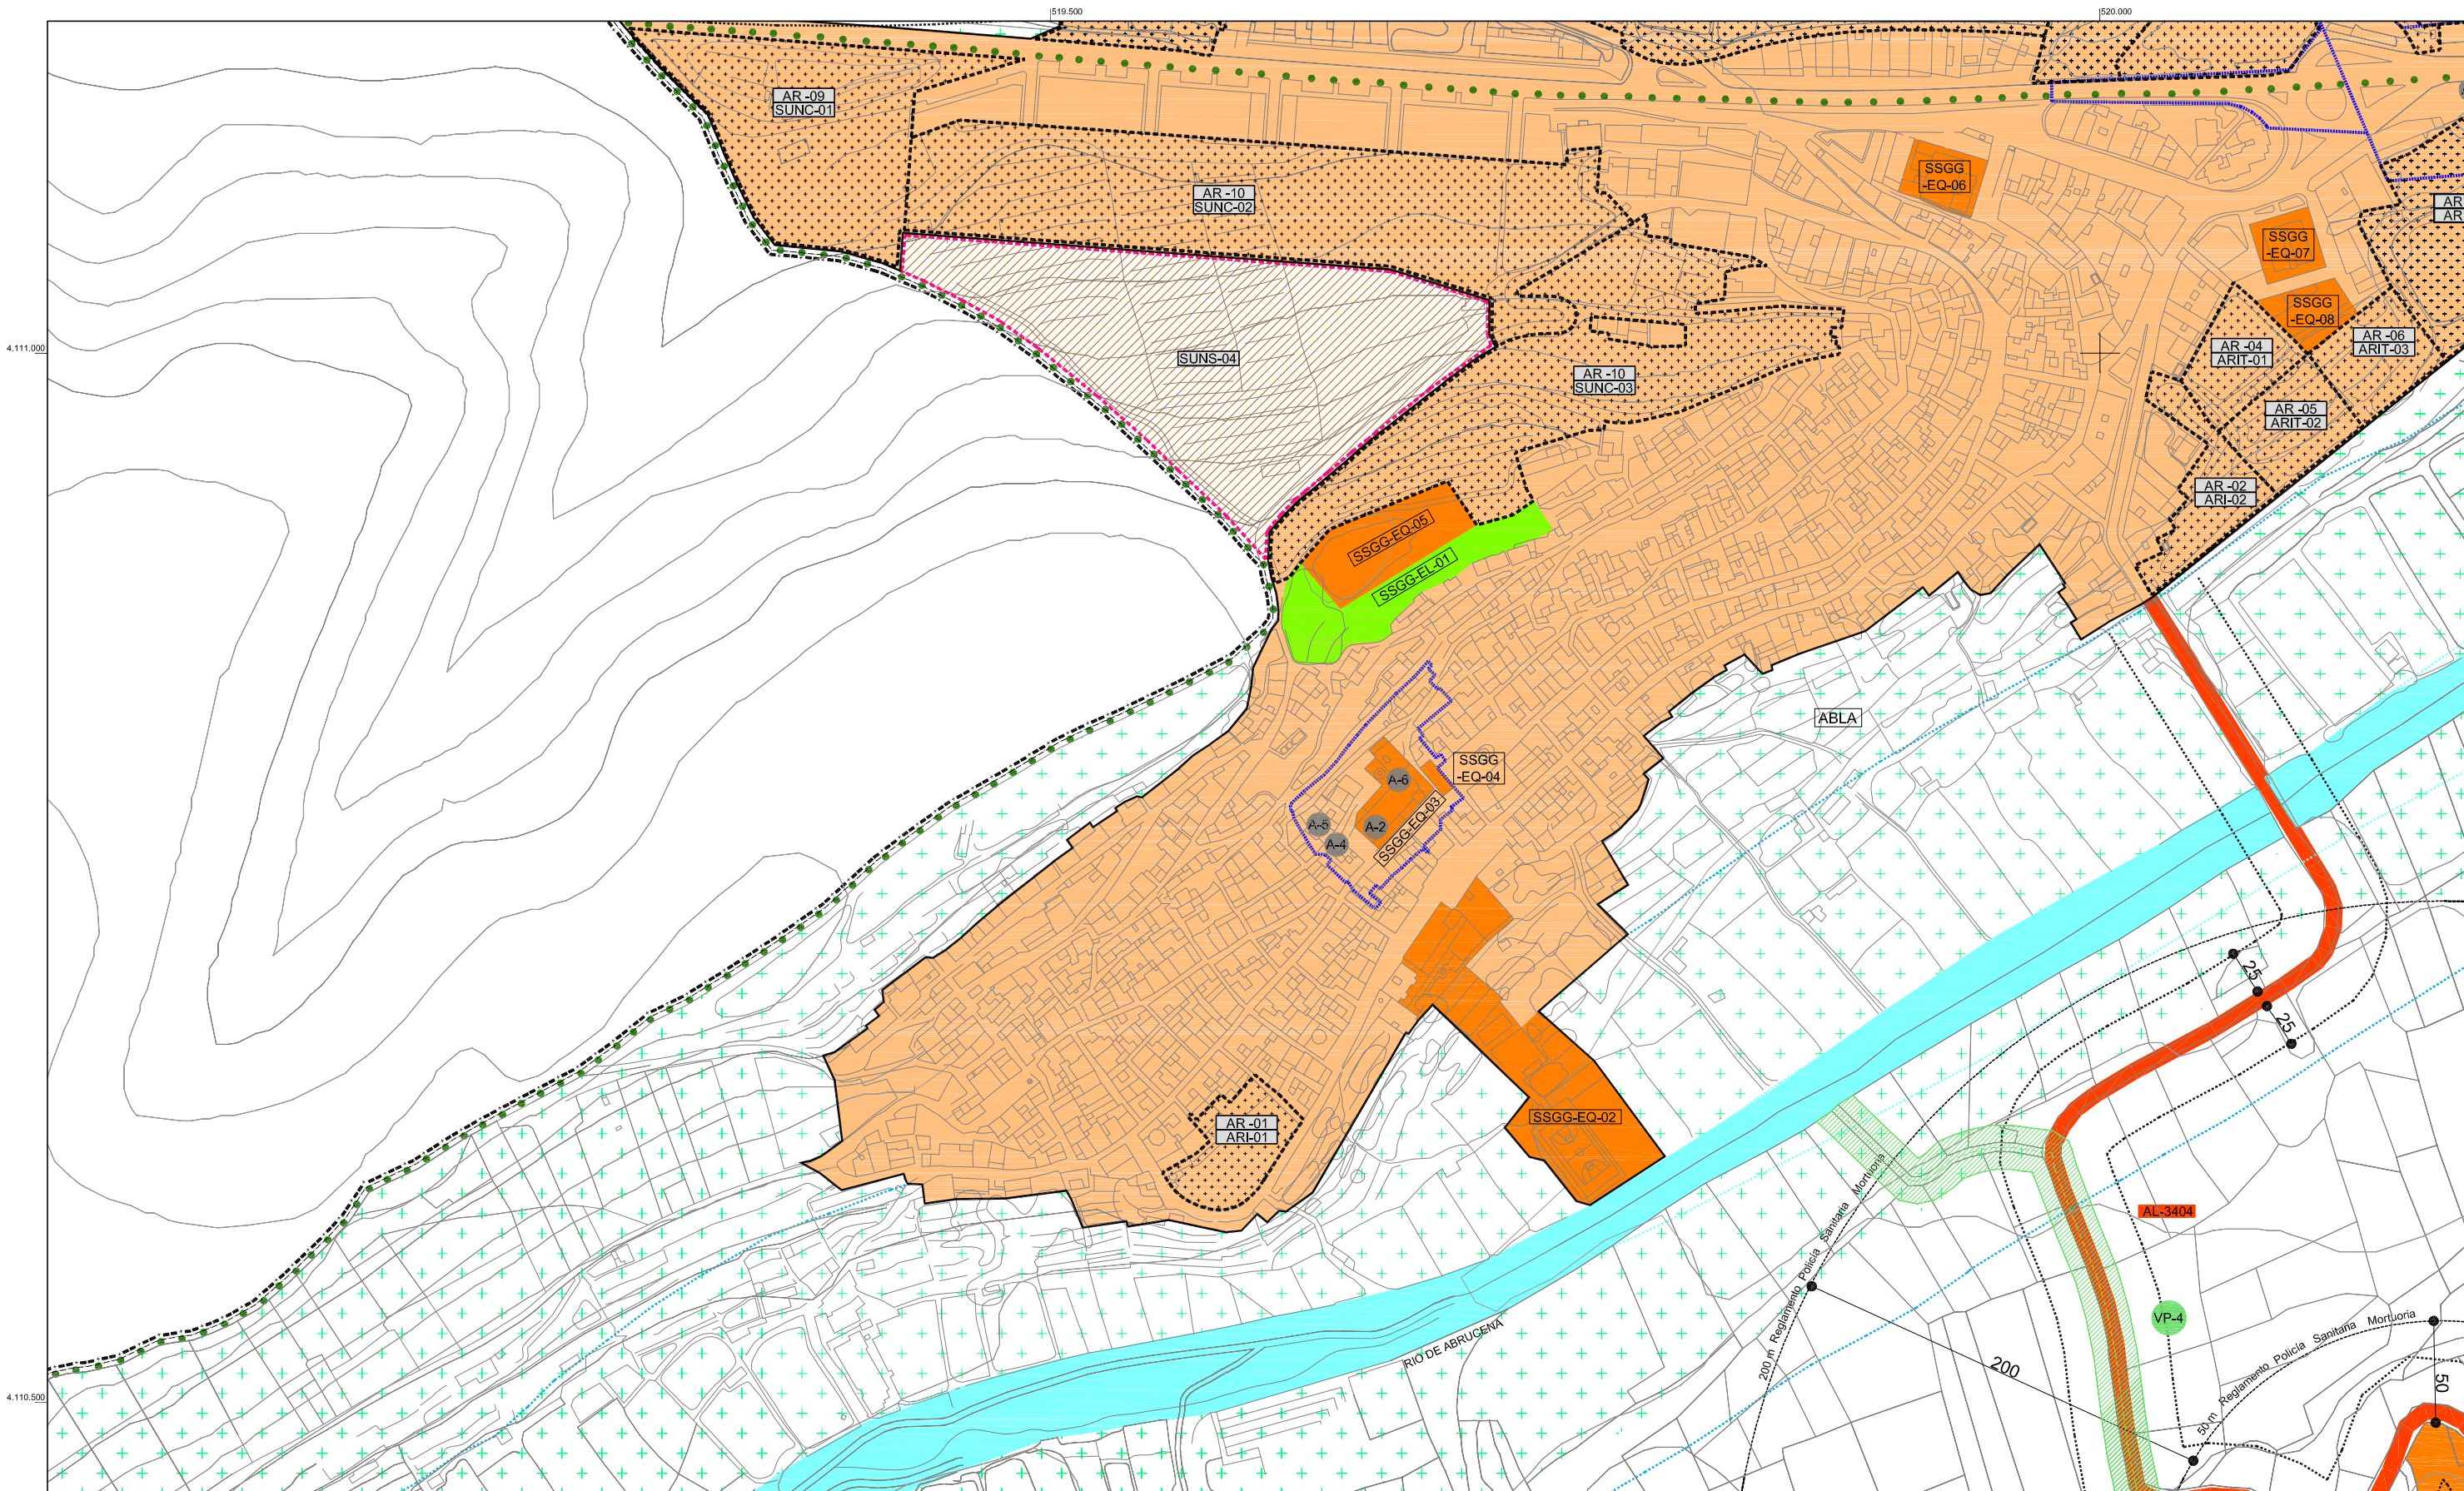 519.500
520.000
AR -09
SUNC-01
AR -10
SUNC-02
SSGG
-EQ-06
AR
AR
SSGG
-EQ-07
SSGG
-EQ-08
4.111.000
SUNS-04
AR -04
ARIT-01
AR -06
ARIT-03
AR -10
SUNC-03
AR -05
ARIT-02
AR -02
ARI-02
SSGG-EQ-05
SSGG-EL-01
ABLA
SSGG
-EQ-04
A-6
A-5
A-2
A-4
SSGG-EQ-03
25
25
SSGG-EQ-02
AR -01
ARI-01
AL-3404
VP-4
200 m Reglamento Policía Sanitaria Mortuoria
RIO DE ABRUCENA
200
50 m Reglamento Policía Sanitaria Mortuoria
50
4.110.500